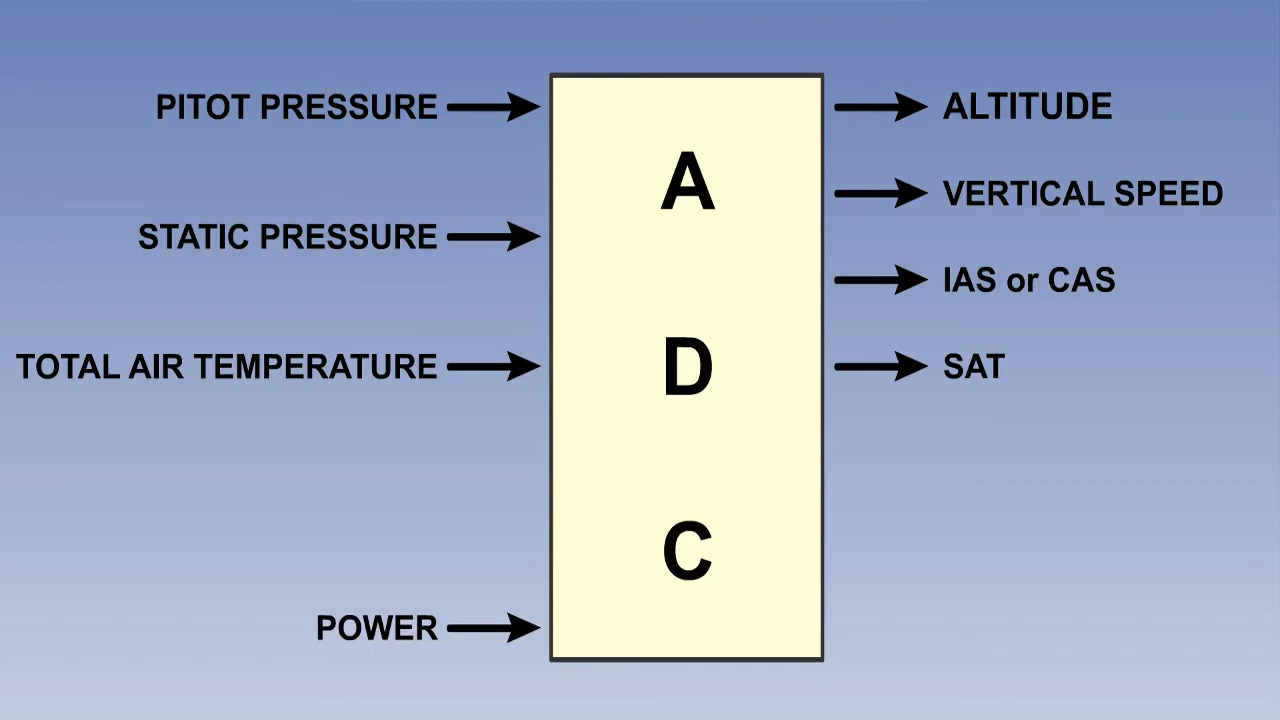 PITOT PRESSURE
STATIC PRESSURE
TOTAL AIR TEMPERATURE
POWER
A
D
C
ALTITUDE
VERTICAL SPEED
IAS or CAS
SAT